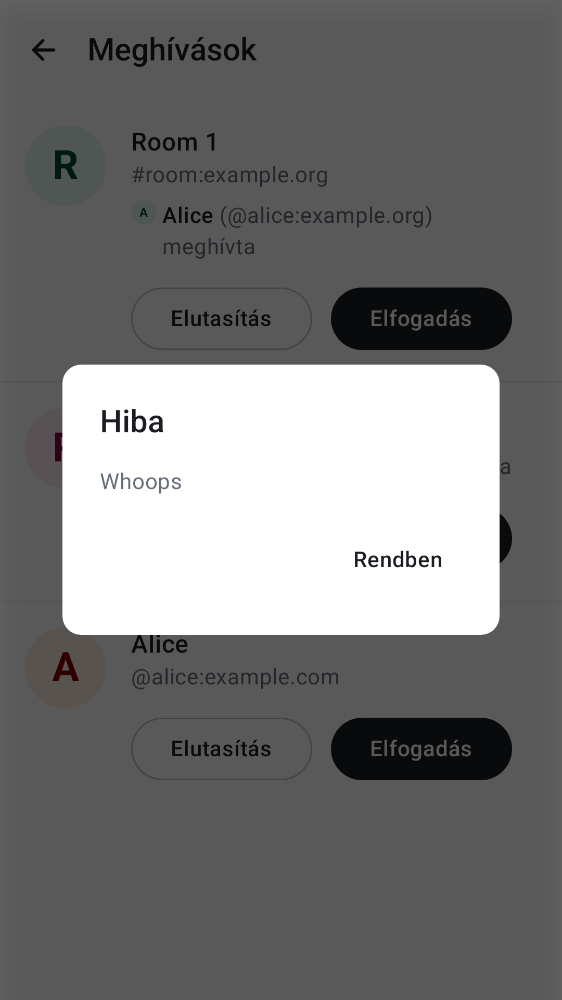 Meghívások
R
Room 1
#room:example.org
A Alice (@alice:example.org)
meghívta
Elutasítás
Elfogadás
Hiba
Whoops
Rendben
A
Alice
@alice:example.com
Elutasítás
Elfogadás